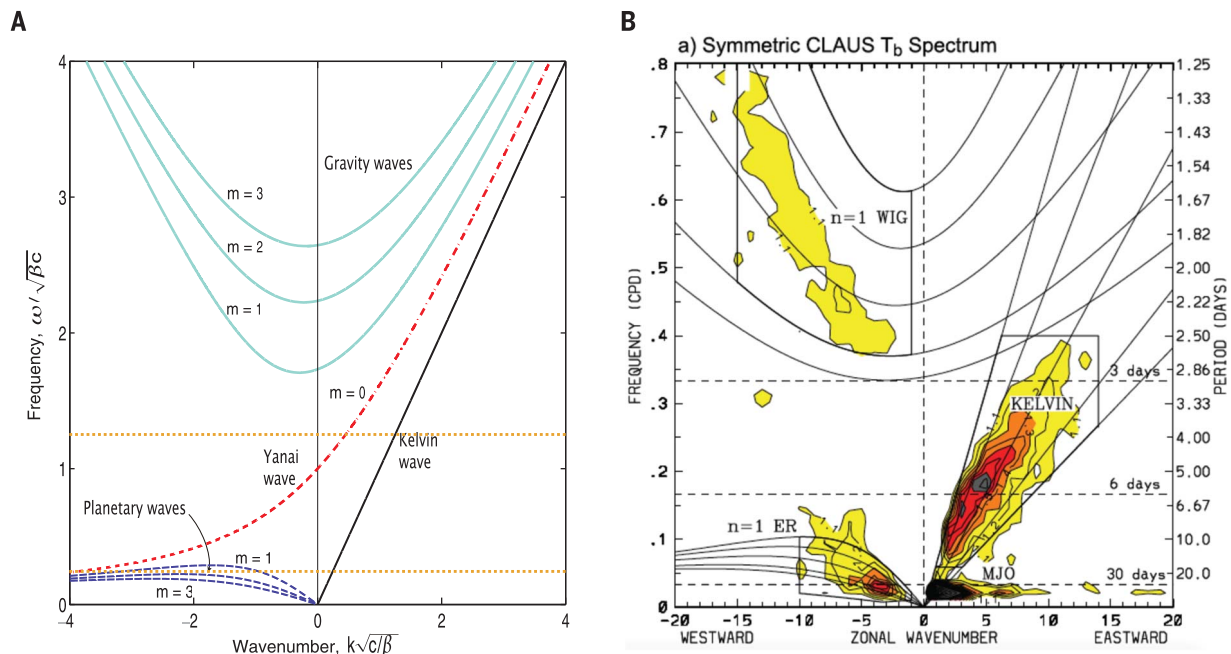 A
Frequency, ω/√βc
4
3
2
1
0
Gravity waves
m = 3
m = 2
m = 1
m = 0
Yanai
wave
Kelvin
wave
Planetary waves
m = 1
m = 3
−4
−2
0
2
4
Wavenumber, k√c/β
B
a) Symmetric CLAUS Tb Spectrum
FREQUENCY (CPD)
.8
.7
.6
.5
.4
.3
.2
.1
0
n=1 WIG
KELVIN
n=1 ER
MJO
3 days
6 days
30 days
1.25
1.33
1.43
1.54
1.67
1.82
2.00
2.22
2.50
2.86
3.33
4.00
5.00
6.67
10.0
20.0
PERIOD (DAYS)
-20
-15
-10
-5
0
5
10
15
20
WESTWARD
ZONAL WAVENUMBER
EASTWARD